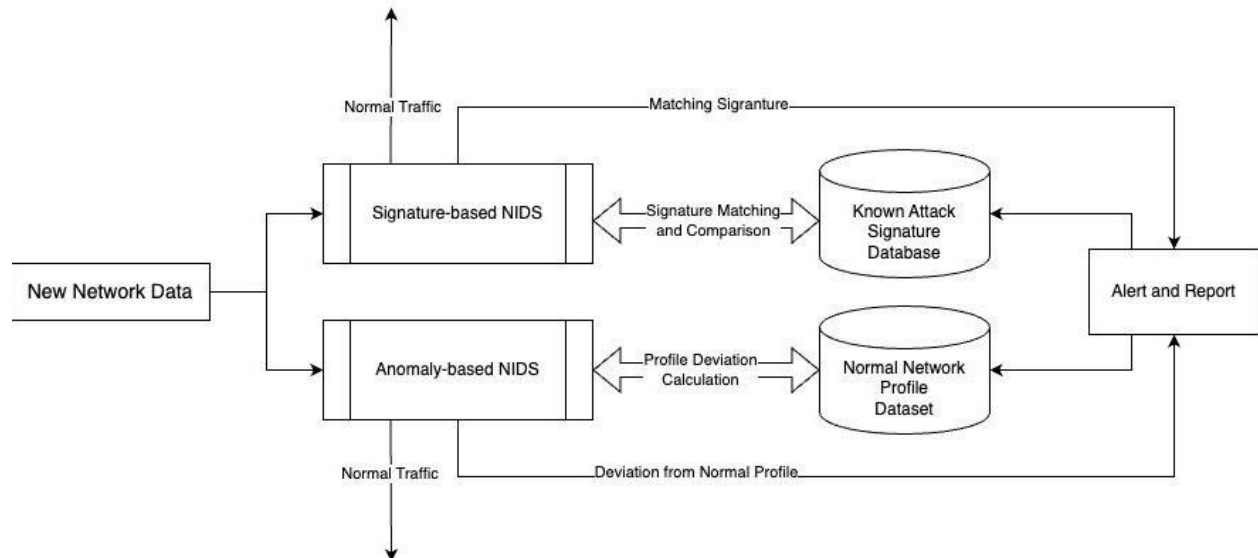 Normal Traffic
Matching Sigranture
Signature-based NIDS
Signature Matching
and Comparison
Known Attack
Signature
Database
New Network Data
Alert and Report
Anomaly-based NIDS
Profile Deviation
Calculation
Normal Network
Profile
Dataset
Normal Traffic
Deviation from Normal Profile